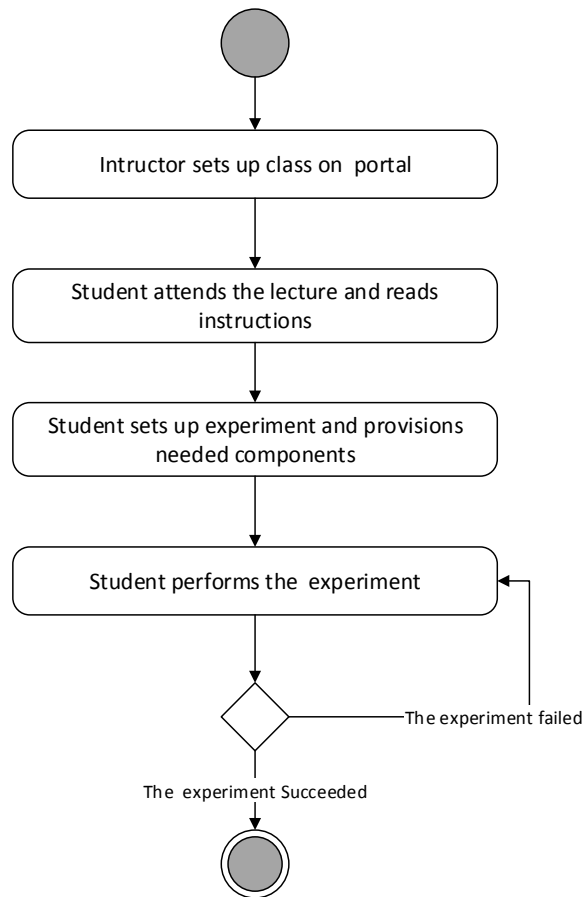 Intructor sets up class on  portal
Student attends the lecture and reads
instructions
Student sets up experiment and provisions
needed components
Student performs the  experiment
The experiment failed
The  experiment Succeeded